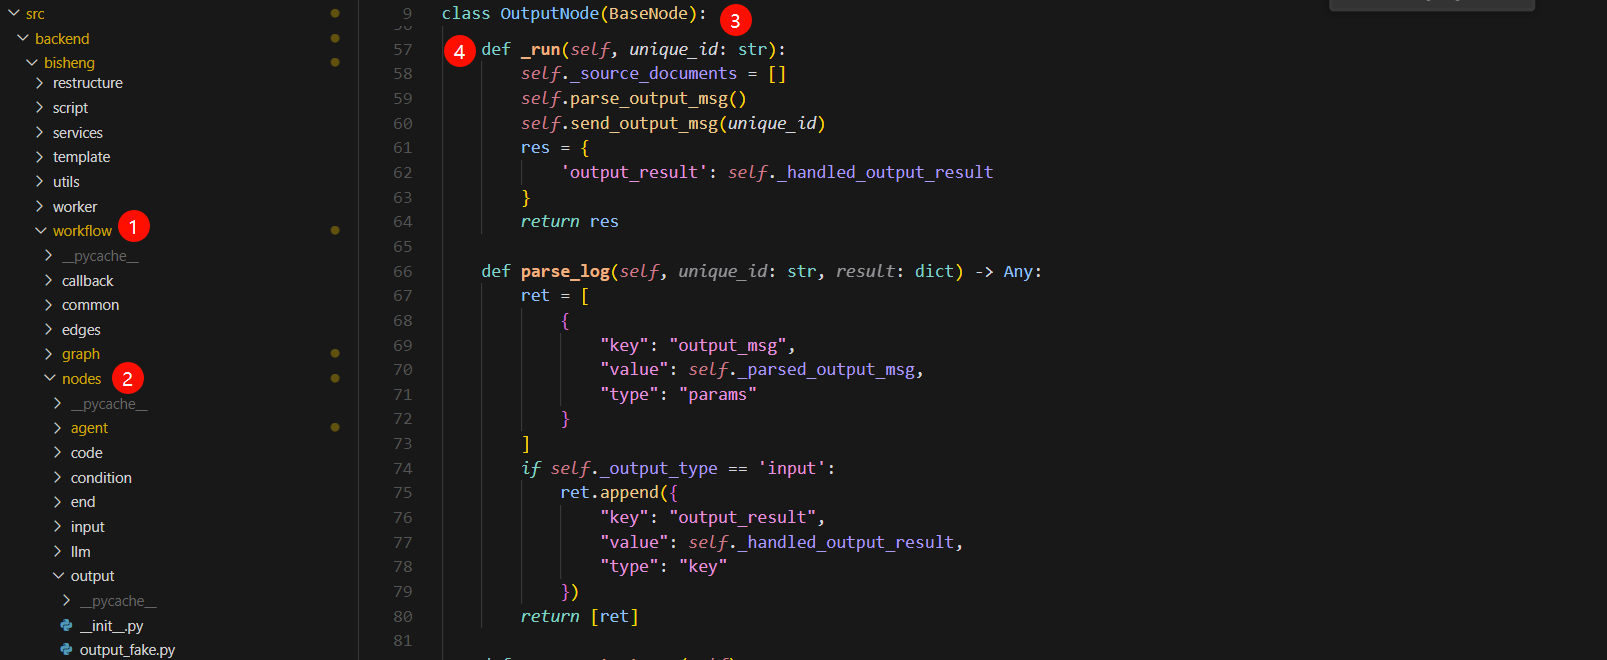 src
backend
bisheng
restructure
script
services
template
utils
worker
workflow 1
__pycache__
callback
common
edges
graph
nodes 2
__pycache__
agent
code
condition
end
input
llm
output
__pycache__
__init__.py
output_fake.py
9 class OutputNode(BaseNode): 3
57 4 def _run(self, unique_id: str):
58 self._source_documents = []
59 self.parse_output_msg()
60 self.send_output_msg(unique_id)
61 res = {
62 'output_result': self._handled_output_result
63 }
64 return res
65
66 def parse_log(self, unique_id: str, result: dict) -> Any:
67 ret = [
68 {
69 "key": "output_msg",
70 "value": self._parsed_output_msg,
71 "type": "params"
72 }
73 ]
74 if self._output_type == 'input':
75 ret.append({
76 "key": "output_result",
77 "value": self._handled_output_result,
78 "type": "key"
79 })
80 return [ret]
81